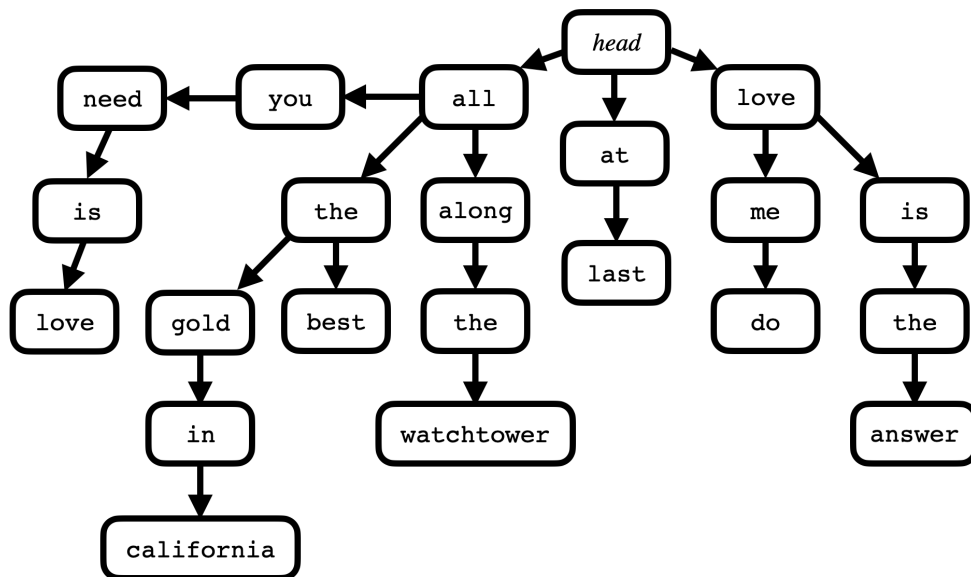 head
need
you
all
love
at
is
the
along
me
is
last
love
gold
best
the
do
the
in
watchtower
answer
california